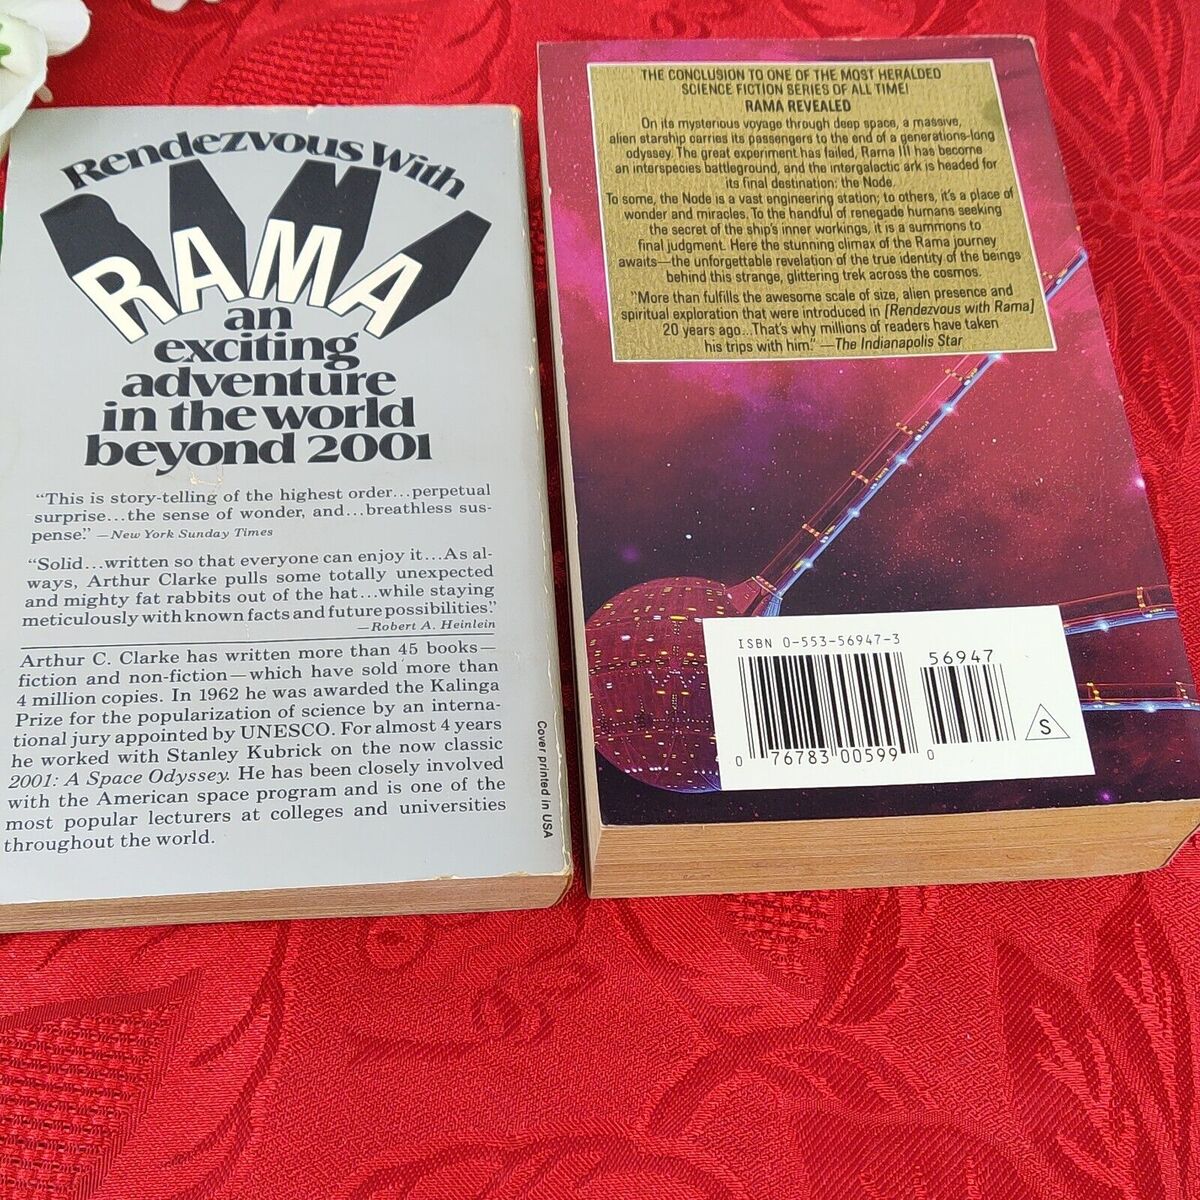 Rendezvous With
RAMA
an
exciting
adventure
in the world
beyond 2001
"This is story-telling of the highest order...perpetual
surprise...the sense of wonder, and...breathless sus-
pense." —New York Sunday Times
"Solid...written so that everyone can enjoy it...As al-
ways, Arthur Clarke pulls some totally unexpected
and mighty fat rabbits out of the hat...while staying
meticulously with known facts and future possibilities."
—Robert A. Heinlein
Arthur C. Clarke has written more than 45 books—
fiction and non-fiction—which have sold more than
4 million copies. In 1962 he was awarded the Kalinga
Prize for the popularization of science by an interna-
tional jury appointed by UNESCO. For almost 4 years
he worked with Stanley Kubrick on the now classic
2001: A Space Odyssey. He has been closely involved
with the American space program and is one of the
most popular lecturers at colleges and universities
throughout the world.
Cover printed in USA
THE CONCLUSION TO ONE OF THE MOST HERALDED
SCIENCE FICTION SERIES OF ALL TIME!
RAMA REVEALED
On its mysterious voyage through deep space, a massive,
alien starship carries its passengers to the end of a generations-long
odyssey. The great experiment has failed, Rama III has become
an interspecies battleground, and the intergalactic ark is headed for
its final destination: the Node.
To some, the Node is a vast engineering station; to others, it's a place of
wonder and miracles. To the handful of renegade humans seeking
the secret of the ship's inner workings, it is a summons to
final judgment. Here the stunning climax of the Rama journey
awaits—the unforgettable revelation of the true identity of the beings
behind this strange, glittering trek across the cosmos.
"More than fulfills the awesome scale of size, alien presence and
spiritual exploration that were introduced in [Rendezvous with Rama]
20 years ago...That's why millions of readers have taken
his trips with him." —The Indianapolis Star
ISBN 0-553-56947-3
56947
0 76783 00599 0
S